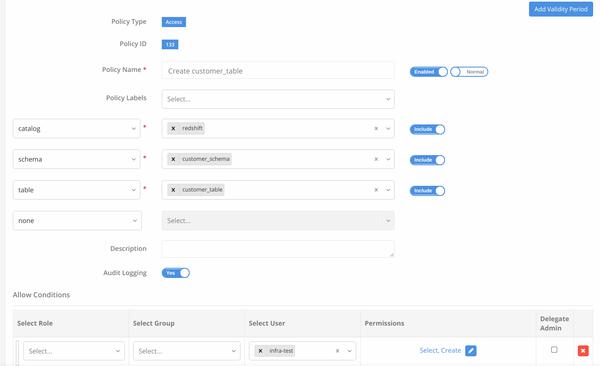 Add Validity Period
Policy Type Access
Policy ID 133
Policy Name * Create customer_table Enabled Normal
Policy Labels Select...
catalog * x redshift × Include
schema * x customer_schema × Include
table * x customer_table × Include
none Select...
Description
Audit Logging Yes
Allow Conditions
Select Role Select Group Select User Permissions Delegate Admin
Select... Select... x infra-test × Select, Create